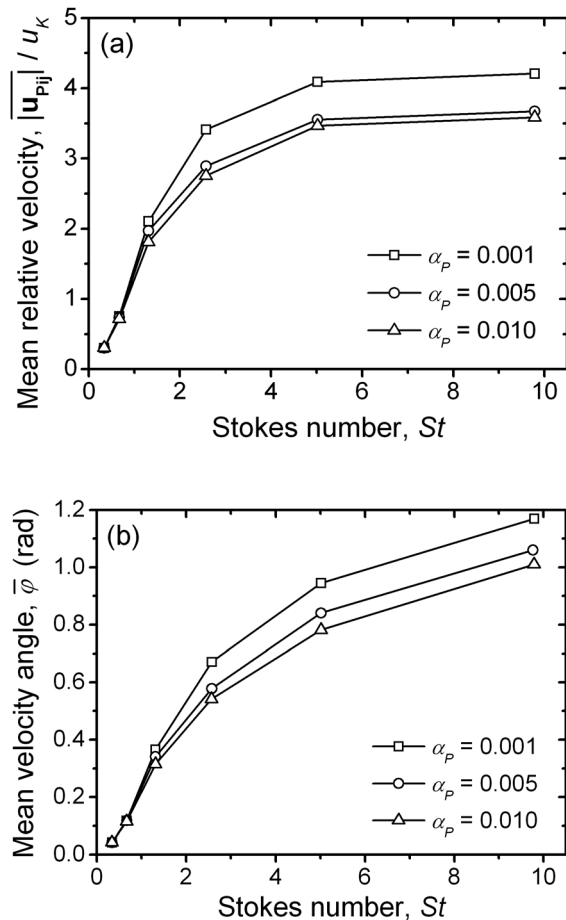 (a)
Mean relative velocity, |u_Pij| / u_K
5
4
3
2
1
0
0 2 4 6 8 10
α_P = 0.001
α_P = 0.005
α_P = 0.010
Stokes number, St
(b)
Mean velocity angle, φ̅ (rad)
1.2
1.0
0.8
0.6
0.4
0.2
0.0
0 2 4 6 8 10
α_P = 0.001
α_P = 0.005
α_P = 0.010
Stokes number, St